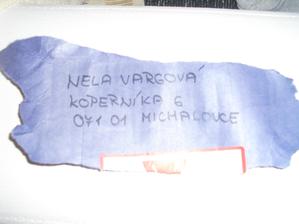 NELA VARGOVÁ
KOPERNÍKA 6
071 01 MICHALOVCE